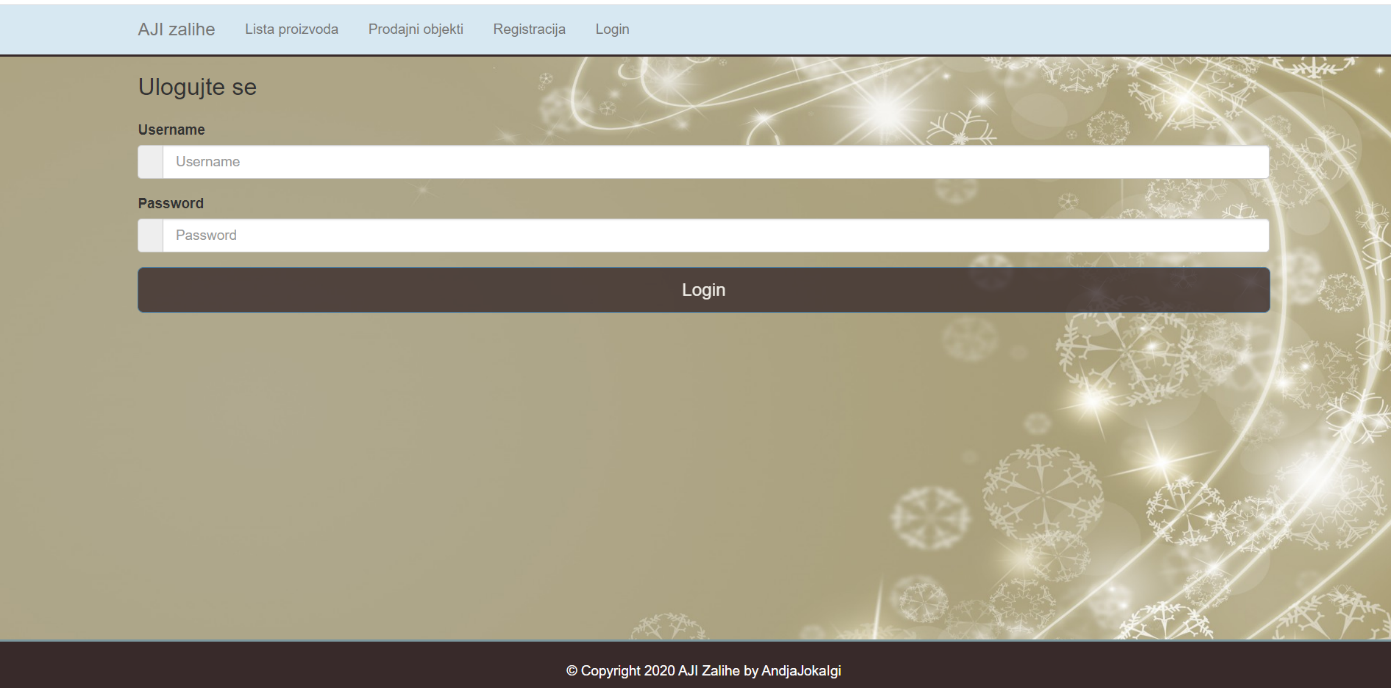 AJI zalihe Lista proizvoda Prodajni objekti Registracija Login
Ulogujte se
Username
Username
Password
Password
Login
© Copyright 2020 AJI Zalihe by AndjaJokaIgi